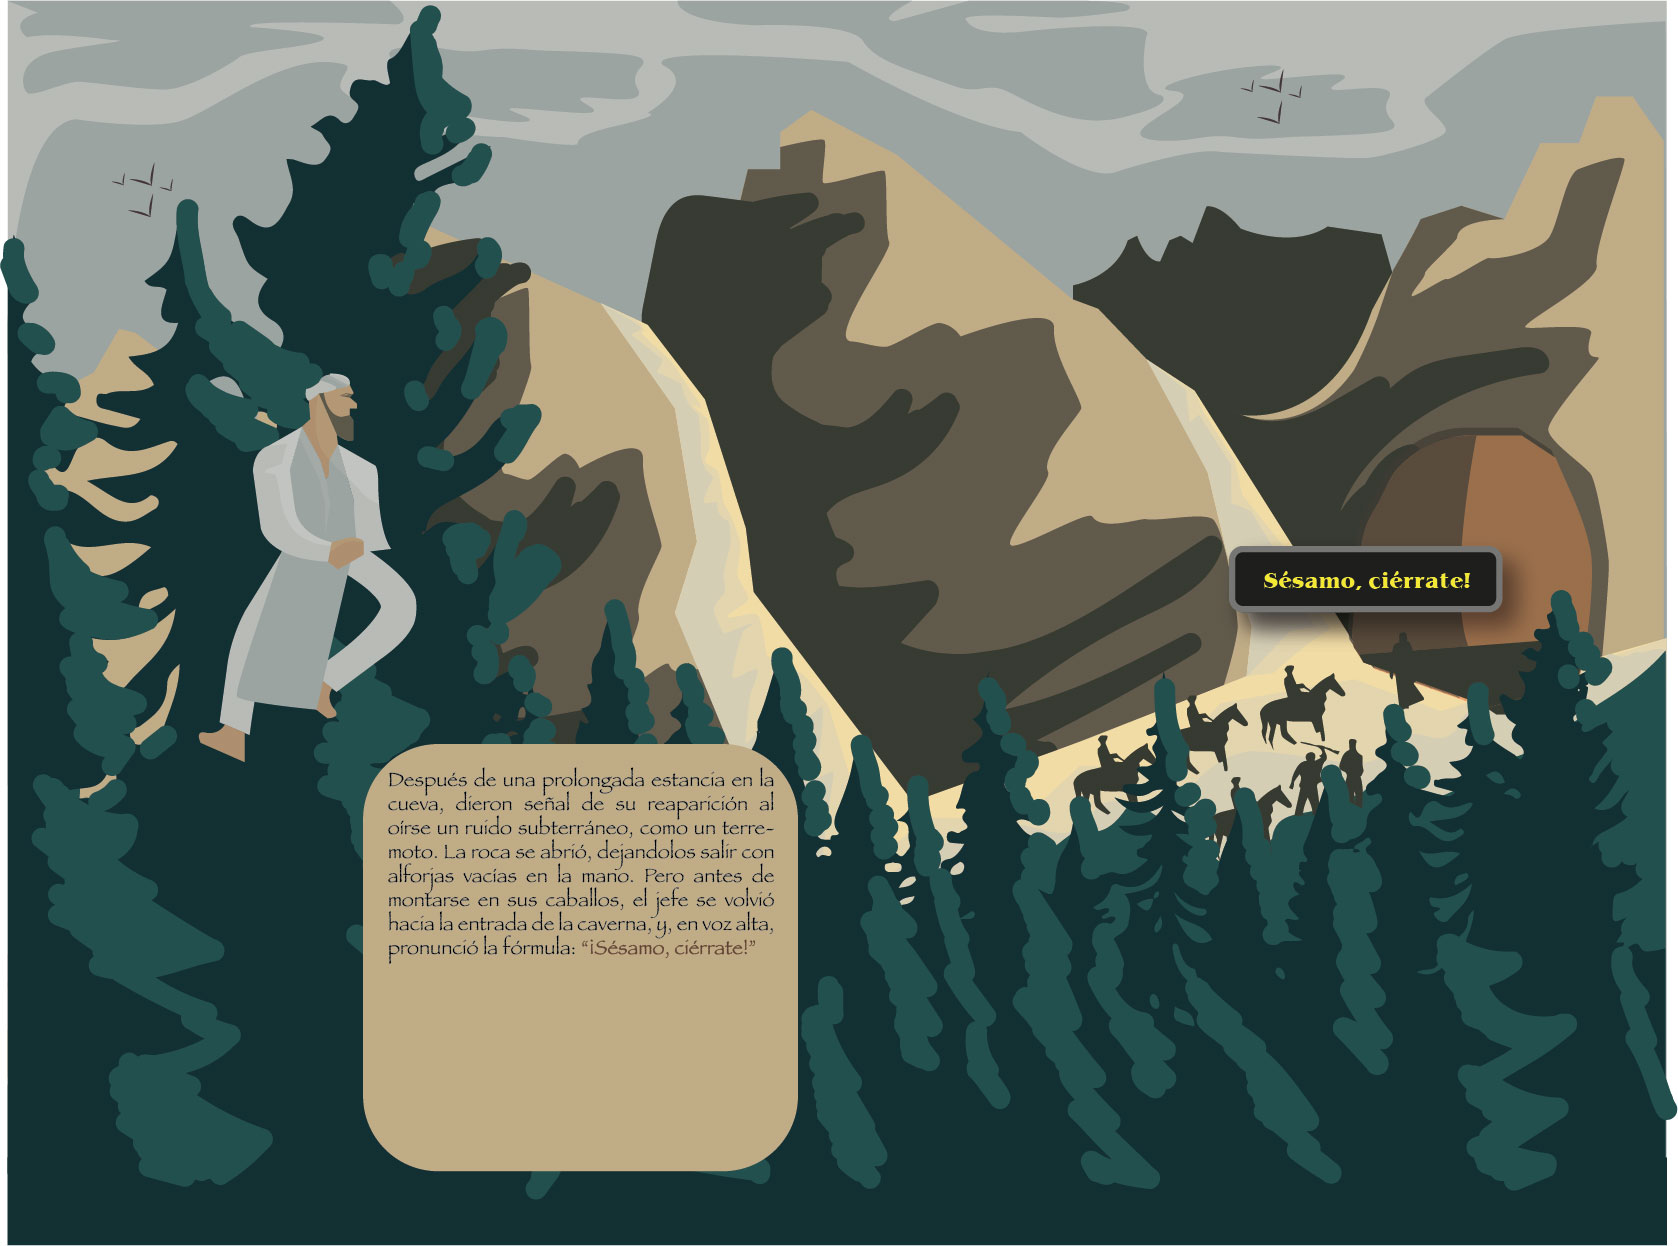 Sésamo, ciérrate!
Después de una prolongada estancia en la
cueva, dieron señal de su reaparición al
oírse un ruido subterráneo, como un terre-
moto. La roca se abrió, dejandolos salir con
alforjas vacías en la mano. Pero antes de
montarse en sus caballos, el jefe se volvió
hacia la entrada de la caverna, y, en voz alta,
pronunció la fórmula: “¡Sésamo, ciérrate!”